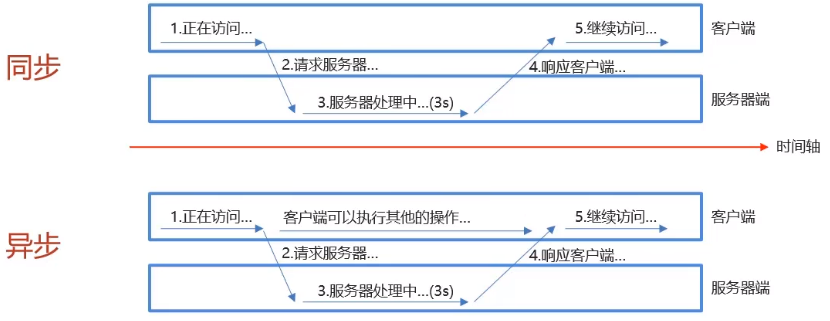 1.正在访问...
5.继续访问...
客户端
同步
2.请求服务器...
4.响应客户端...
3.服务器处理中...(3s)
服务器端
时间轴
1.正在访问...
客户端可以执行其他的操作...
5.继续访问...
客户端
异步
2.请求服务器...
4.响应客户端...
3.服务器处理中...(3s)
服务器端